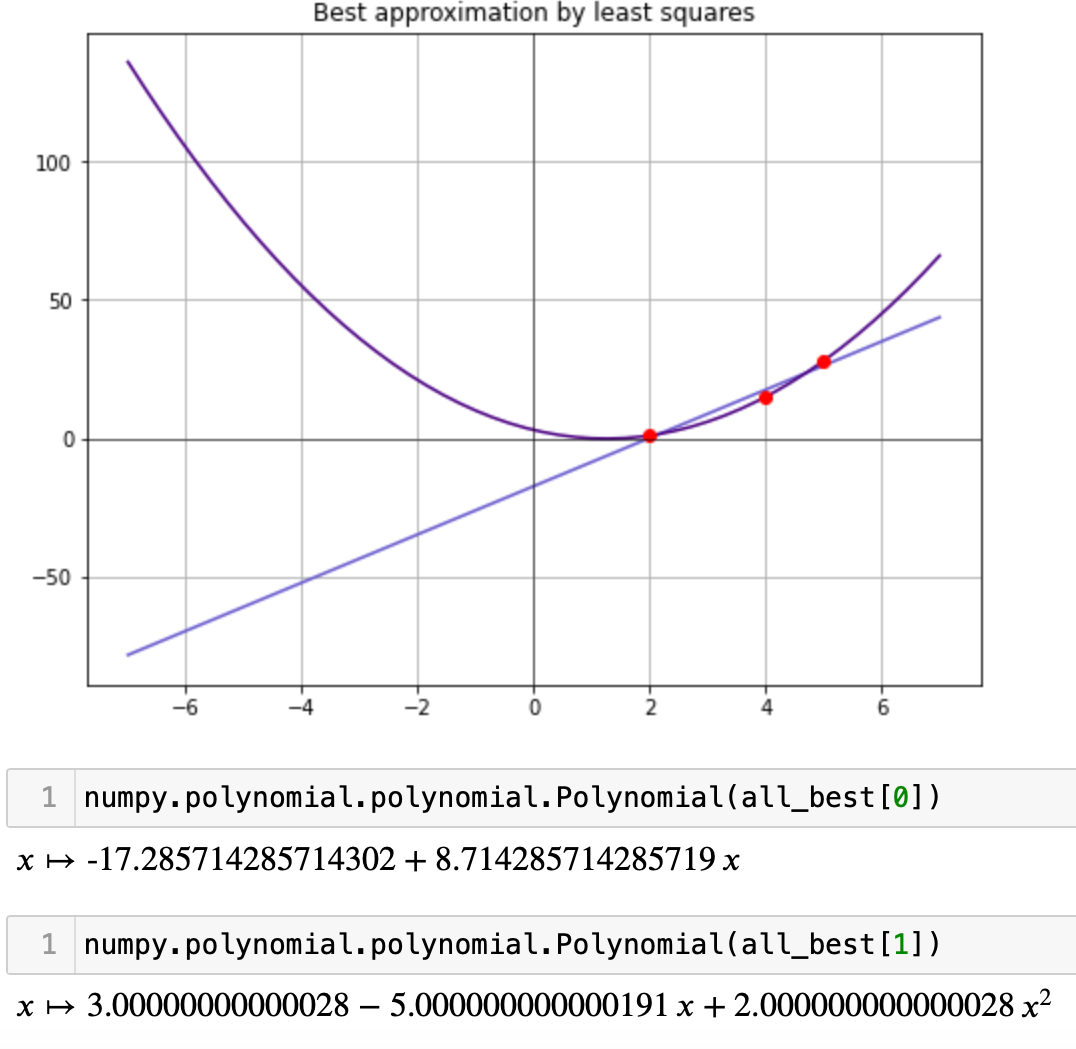 Best approximation by least squares
100
50
0
−50
−6 −4 −2 0 2 4 6
1 numpy.polynomial.polynomial.Polynomial(all_best[0])
x ↦ -17.285714285714302 + 8.714285714285719 x
1 numpy.polynomial.polynomial.Polynomial(all_best[1])
x ↦ 3.00000000000028 − 5.000000000000191 x + 2.000000000000028 x²